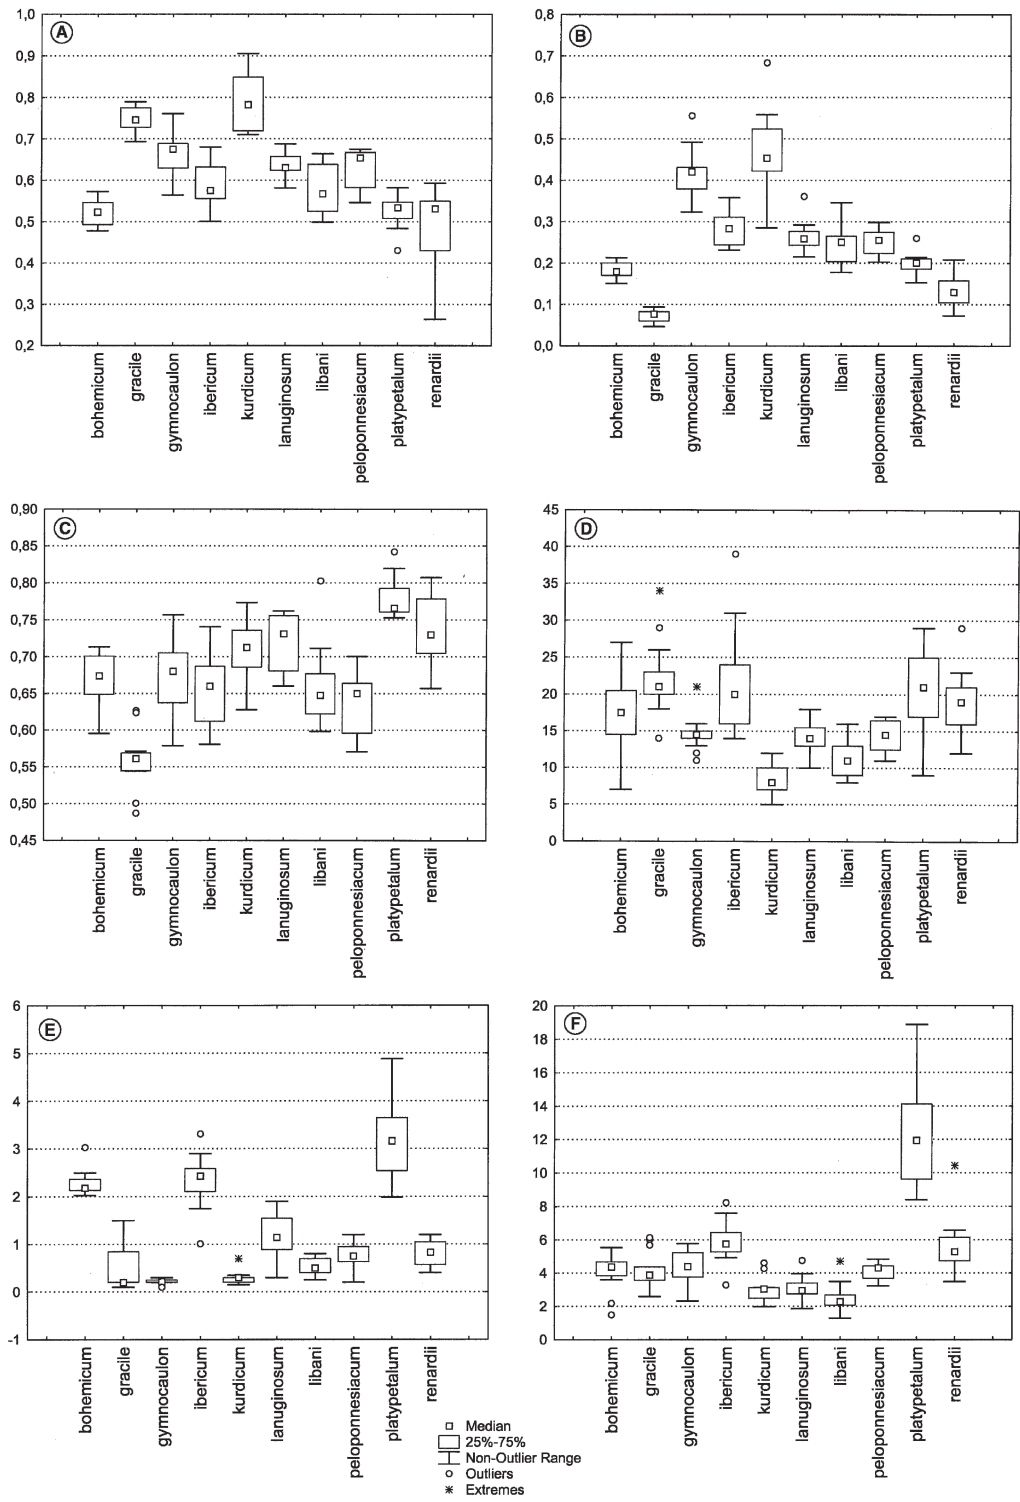 A
1,0
0,9
0,8
0,7
0,6
0,5
0,4
0,3
0,2
bohemicum
gracile
gymnocaulon
ibericum
kurdicum
lanuginosum
libani
peloponnesiacum
platypetalum
renardii
B
0,8
0,7
0,6
0,5
0,4
0,3
0,2
0,1
0,0
bohemicum
gracile
gymnocaulon
ibericum
kurdicum
lanuginosum
libani
peloponnesiacum
platypetalum
renardii
C
0,90
0,85
0,80
0,75
0,70
0,65
0,60
0,55
0,50
0,45
bohemicum
gracile
gymnocaulon
ibericum
kurdicum
lanuginosum
libani
peloponnesiacum
platypetalum
renardii
D
45
40
35
30
25
20
15
10
5
0
bohemicum
gracile
gymnocaulon
ibericum
kurdicum
lanuginosum
libani
peloponnesiacum
platypetalum
renardii
E
6
5
4
3
2
1
0
-1
bohemicum
gracile
gymnocaulon
ibericum
kurdicum
lanuginosum
libani
peloponnesiacum
platypetalum
renardii
F
20
18
16
14
12
10
8
6
4
2
0
bohemicum
gracile
gymnocaulon
ibericum
kurdicum
lanuginosum
libani
peloponnesiacum
platypetalum
renardii
Median
25%-75%
Non-Outlier Range
Outliers
Extremes